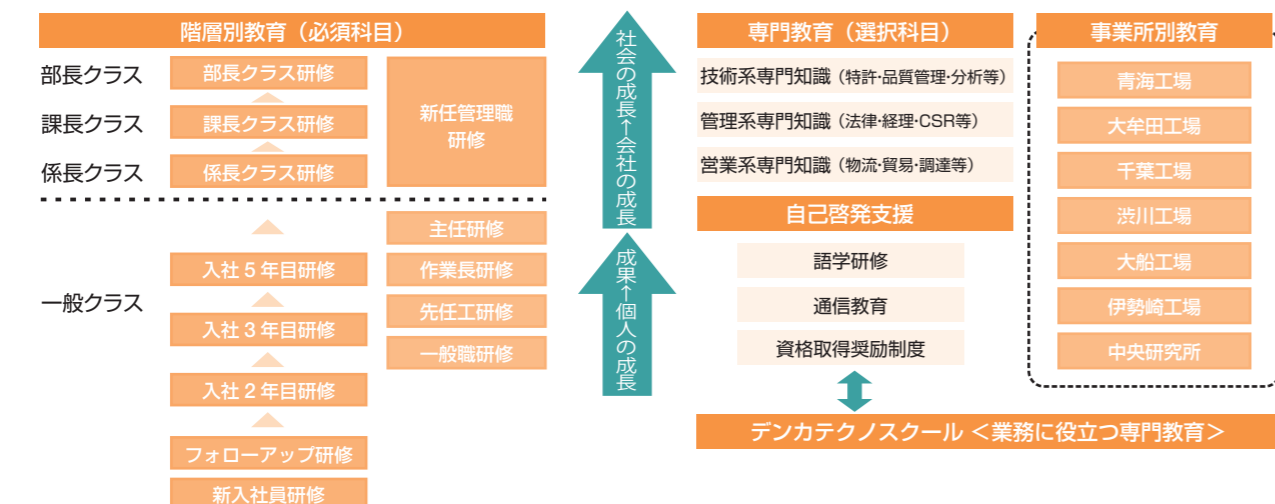 階層別教育（必須科目）
部長クラス
部長クラス研修
課長クラス
課長クラス研修
係長クラス
係長クラス研修
新任管理職
研修
一般クラス
入社５年目研修
入社３年目研修
入社２年目研修
フォローアップ研修
新入社員研修
主任研修
作業長研修
先任工研修
一般職研修
社会の成長↑会社の成長
成果↑個人の成長
専門教育（選択科目）
技術系専門知識（特許・品質管理・分析等）
管理系専門知識（法律・経理・CSR等）
営業系専門知識（物流・貿易・調達等）
自己啓発支援
語学研修
通信教育
資格取得奨励制度
デンカテクノスクール ＜業務に役立つ専門教育＞
事業所別教育
青海工場
大牟田工場
千葉工場
渋川工場
大船工場
伊勢崎工場
中央研究所